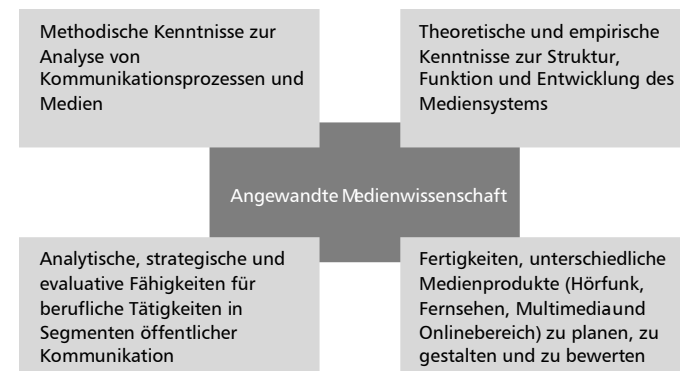 Methodische Kenntnisse zur
Analyse von
Kommunikationsprozessen und
Medien
Theoretische und empirische
Kenntnisse zur Struktur,
Funktion und Entwicklung des
Mediensystems
Angewandte Medienwissenschaft
Analytische, strategische und
evaluative Fähigkeiten für
berufliche Tätigkeiten in
Segmenten öffentlicher
Kommunikation
Fertigkeiten, unterschiedliche
Medienprodukte (Hörfunk,
Fernsehen, Multimediaund
Onlinebereich) zu planen, zu
gestalten und zu bewerten